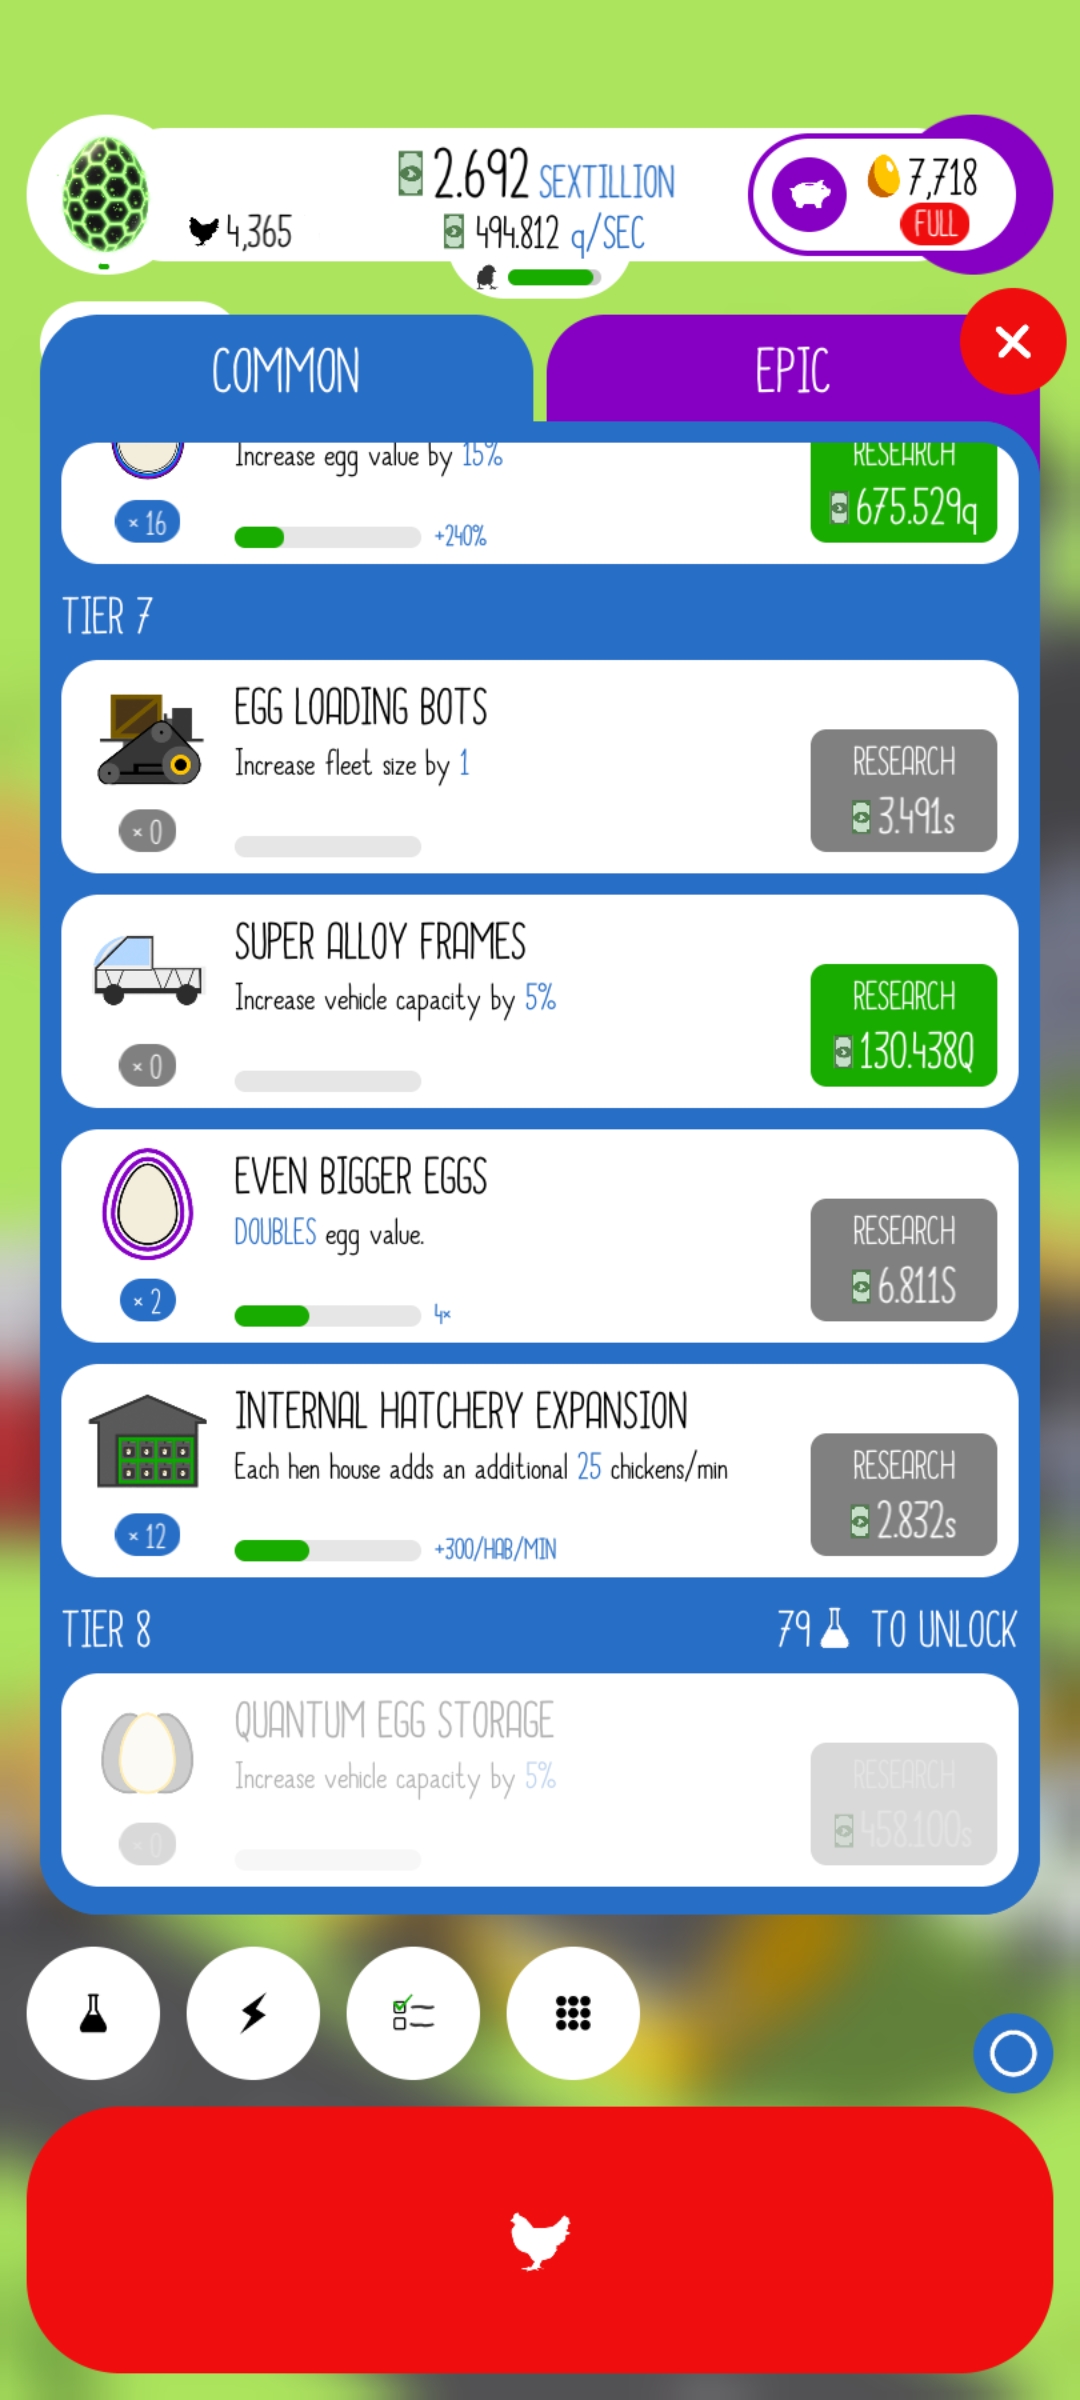 2.692 SEXTILLION
7,718
4,365
494.812 q/SEC
FULL
COMMON
EPIC
Increase egg value by 15%
RESEARCH
675.529q
× 16
+240%
TIER 7
EGG LOADING BOTS
Increase fleet size by 1
RESEARCH
3.491s
× 0
SUPER ALLOY FRAMES
Increase vehicle capacity by 5%
RESEARCH
130.438Q
× 0
EVEN BIGGER EGGS
DOUBLES egg value.
RESEARCH
6.811S
× 2
4×
INTERNAL HATCHERY EXPANSION
Each hen house adds an additional 25 chickens/min
RESEARCH
2.832s
× 12
+300/HAB/MIN
TIER 8
79 TO UNLOCK
QUANTUM EGG STORAGE
Increase vehicle capacity by 5%
RESEARCH
458.100s
× 0